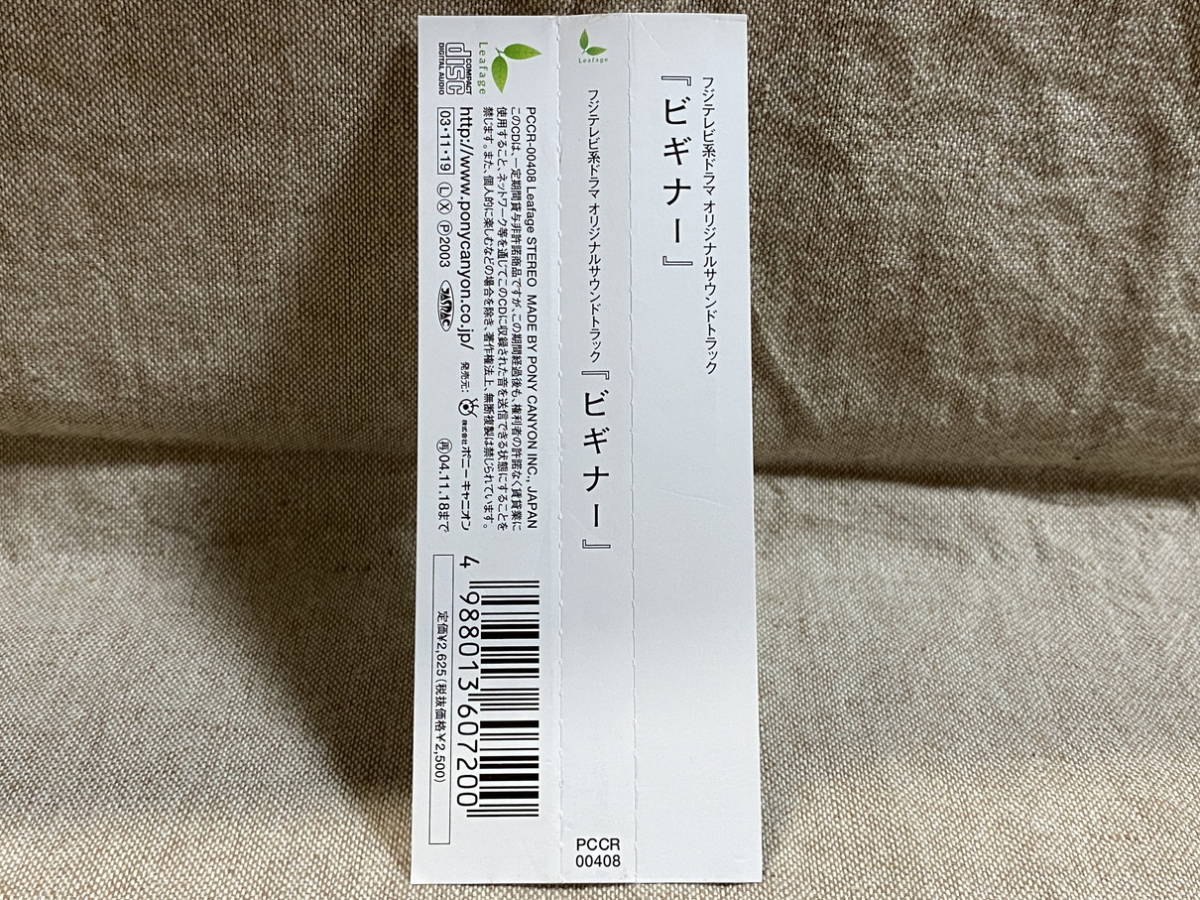 フジテレビ系ドラマ オリジナルサウンドトラック
『ビギナー』
Leafage
フジテレビ系ドラマ オリジナルサウンドトラック『ビギナー』
PCCR
00408
Leafage
COMPACT
disc
DIGITAL AUDIO
PCCR-00408 Leafage STEREO MADE BY PONY CANYON INC., JAPAN
このCDは、一定期間貸与非許諾商品ですが、この期間経過後も、権利者の許諾なく賃貸業に
使用すること、ネットワーク等を通じてこのCDに収録された音を送信できる状態にすることを
禁じます。また、個人的に楽しむなどの場合を除き、著作権法上、無断複製は禁じられています。
http://www.ponycanyon.co.jp/ 発売元: 株式会社ポニーキャニオン
03・11・19 Ⓛ Ⓧ Ⓟ2003 JASRAC 再04.11.18まで
4 988013 607200
定価¥2,625(税抜価格¥2,500)